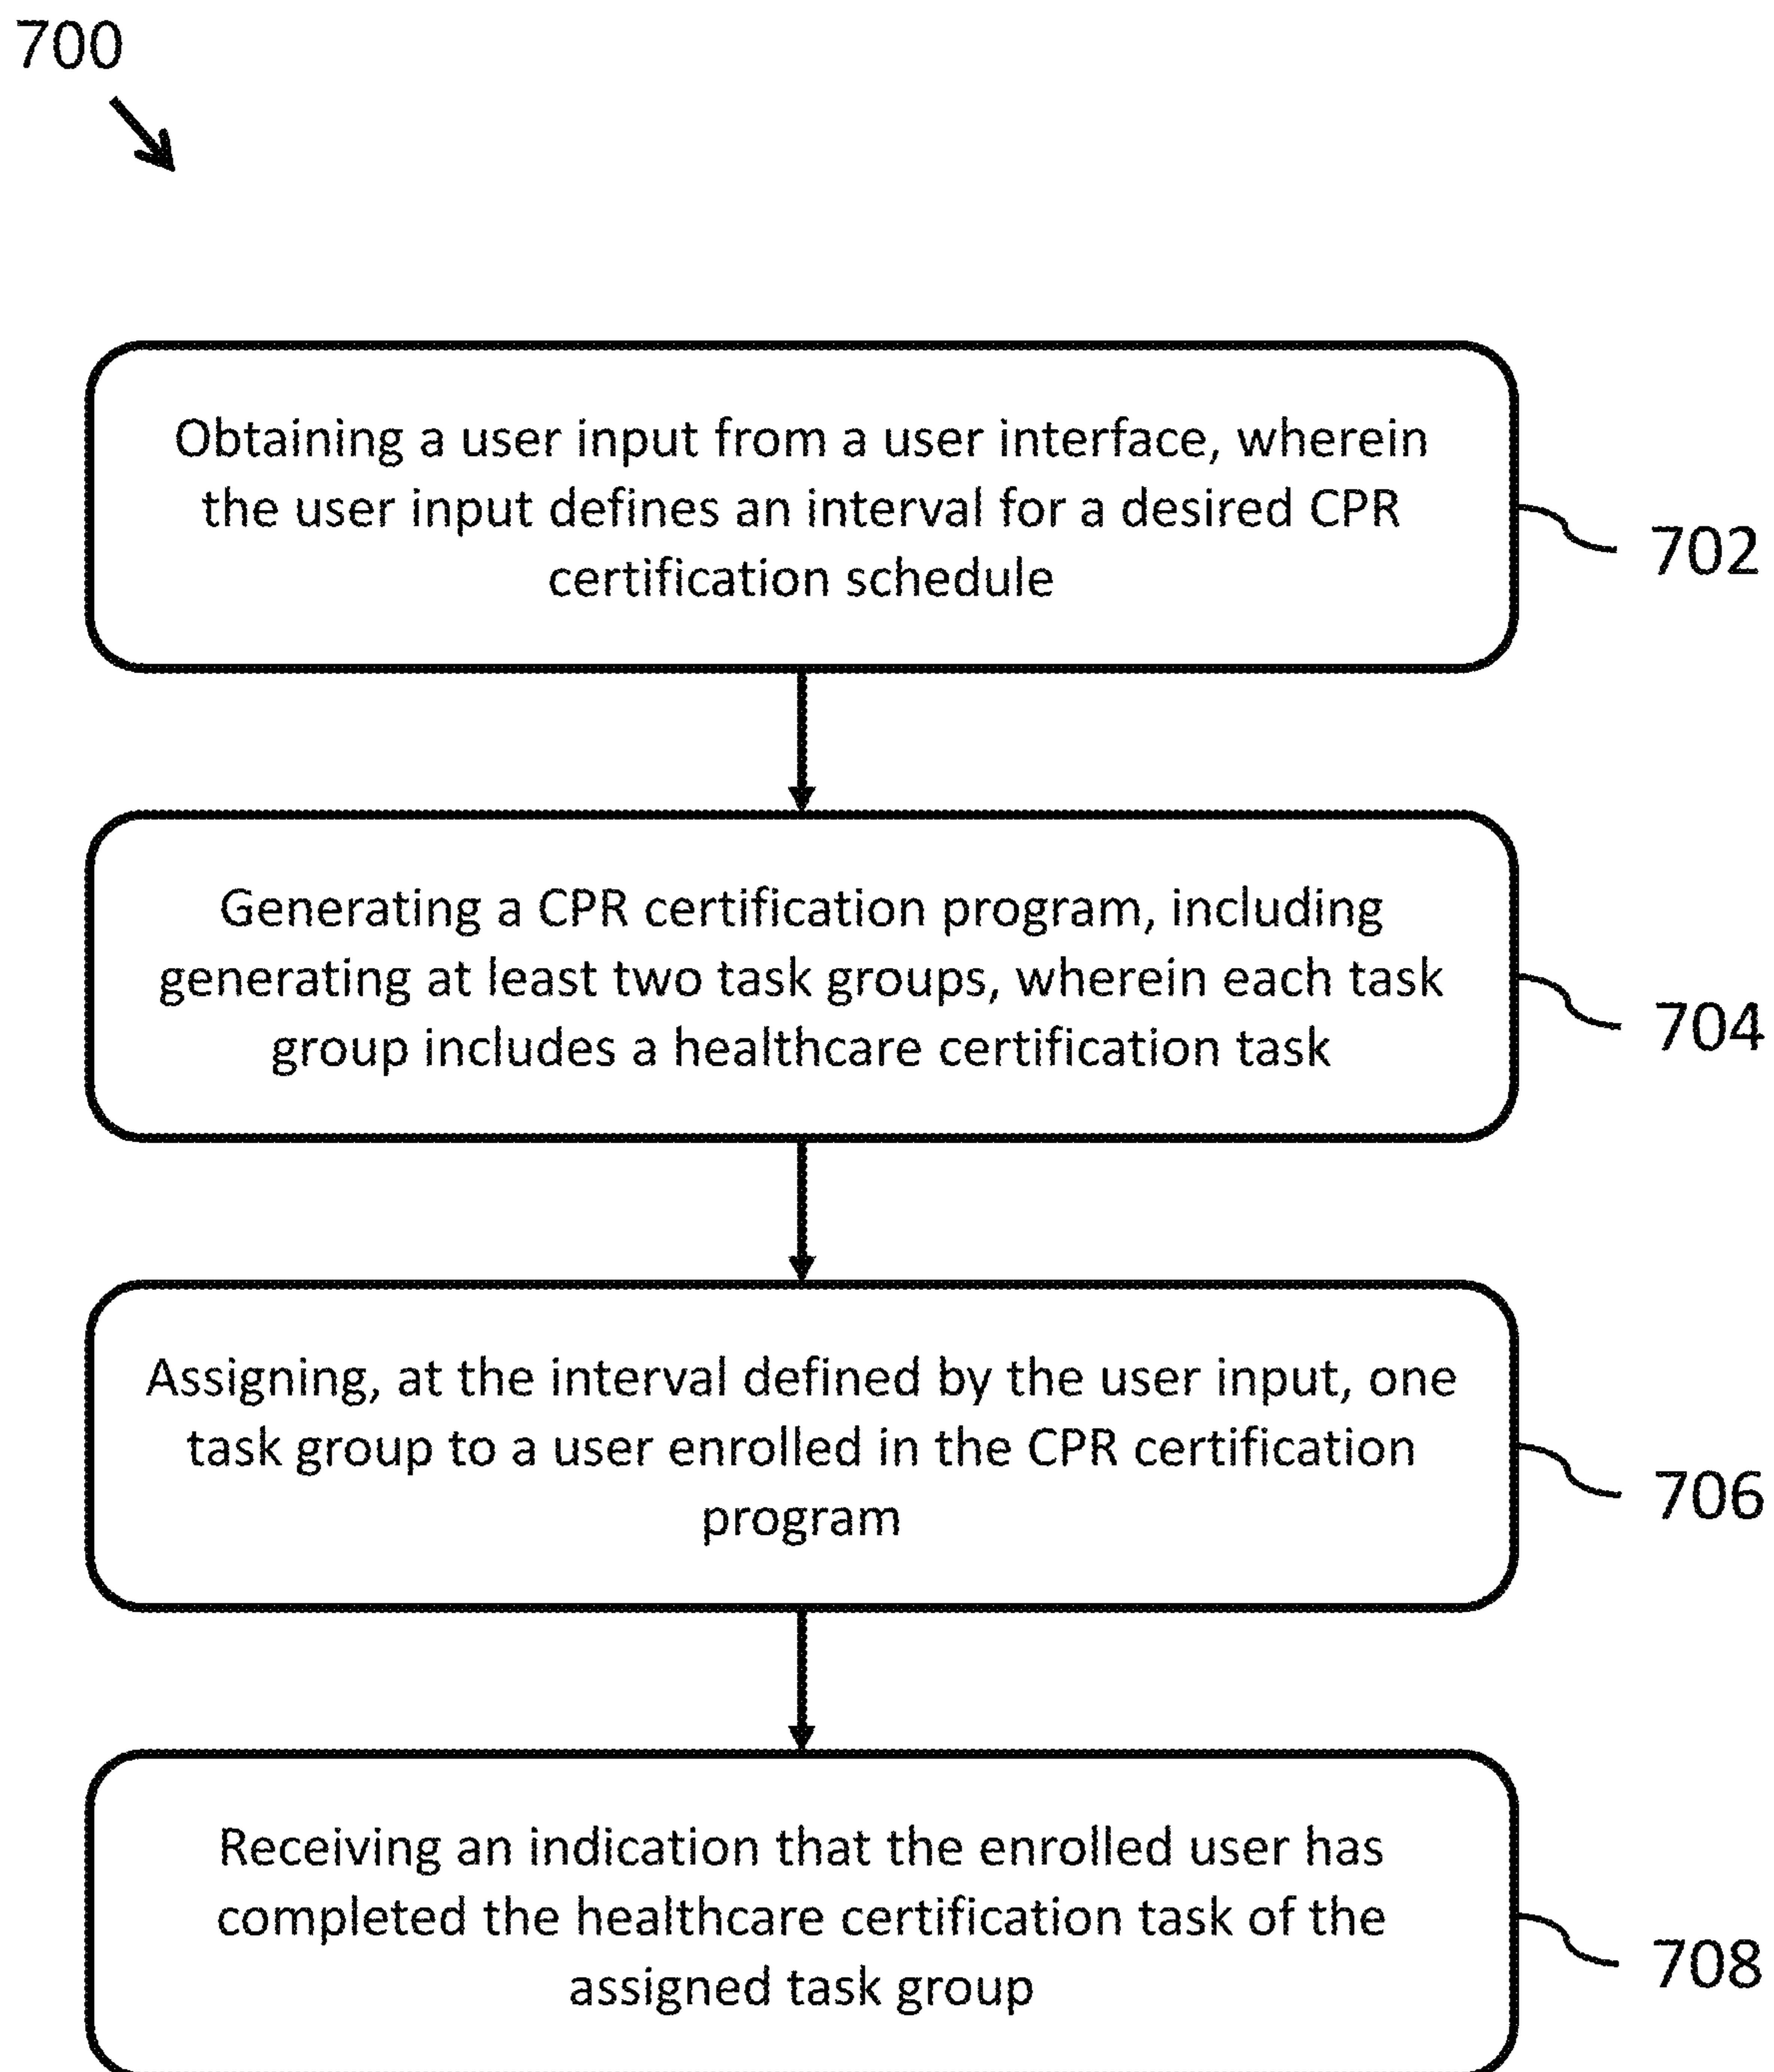 700
Obtaining a user input from a user interface, wherein
the user input defines an interval for a desired CPR
certification schedule
702
Generating a CPR certification program, including
generating at least two task groups, wherein each task
group includes a healthcare certification task
704
Assigning, at the interval defined by the user input, one
task group to a user enrolled in the CPR certification
program
706
Receiving an indication that the enrolled user has
completed the healthcare certification task of the
assigned task group
708